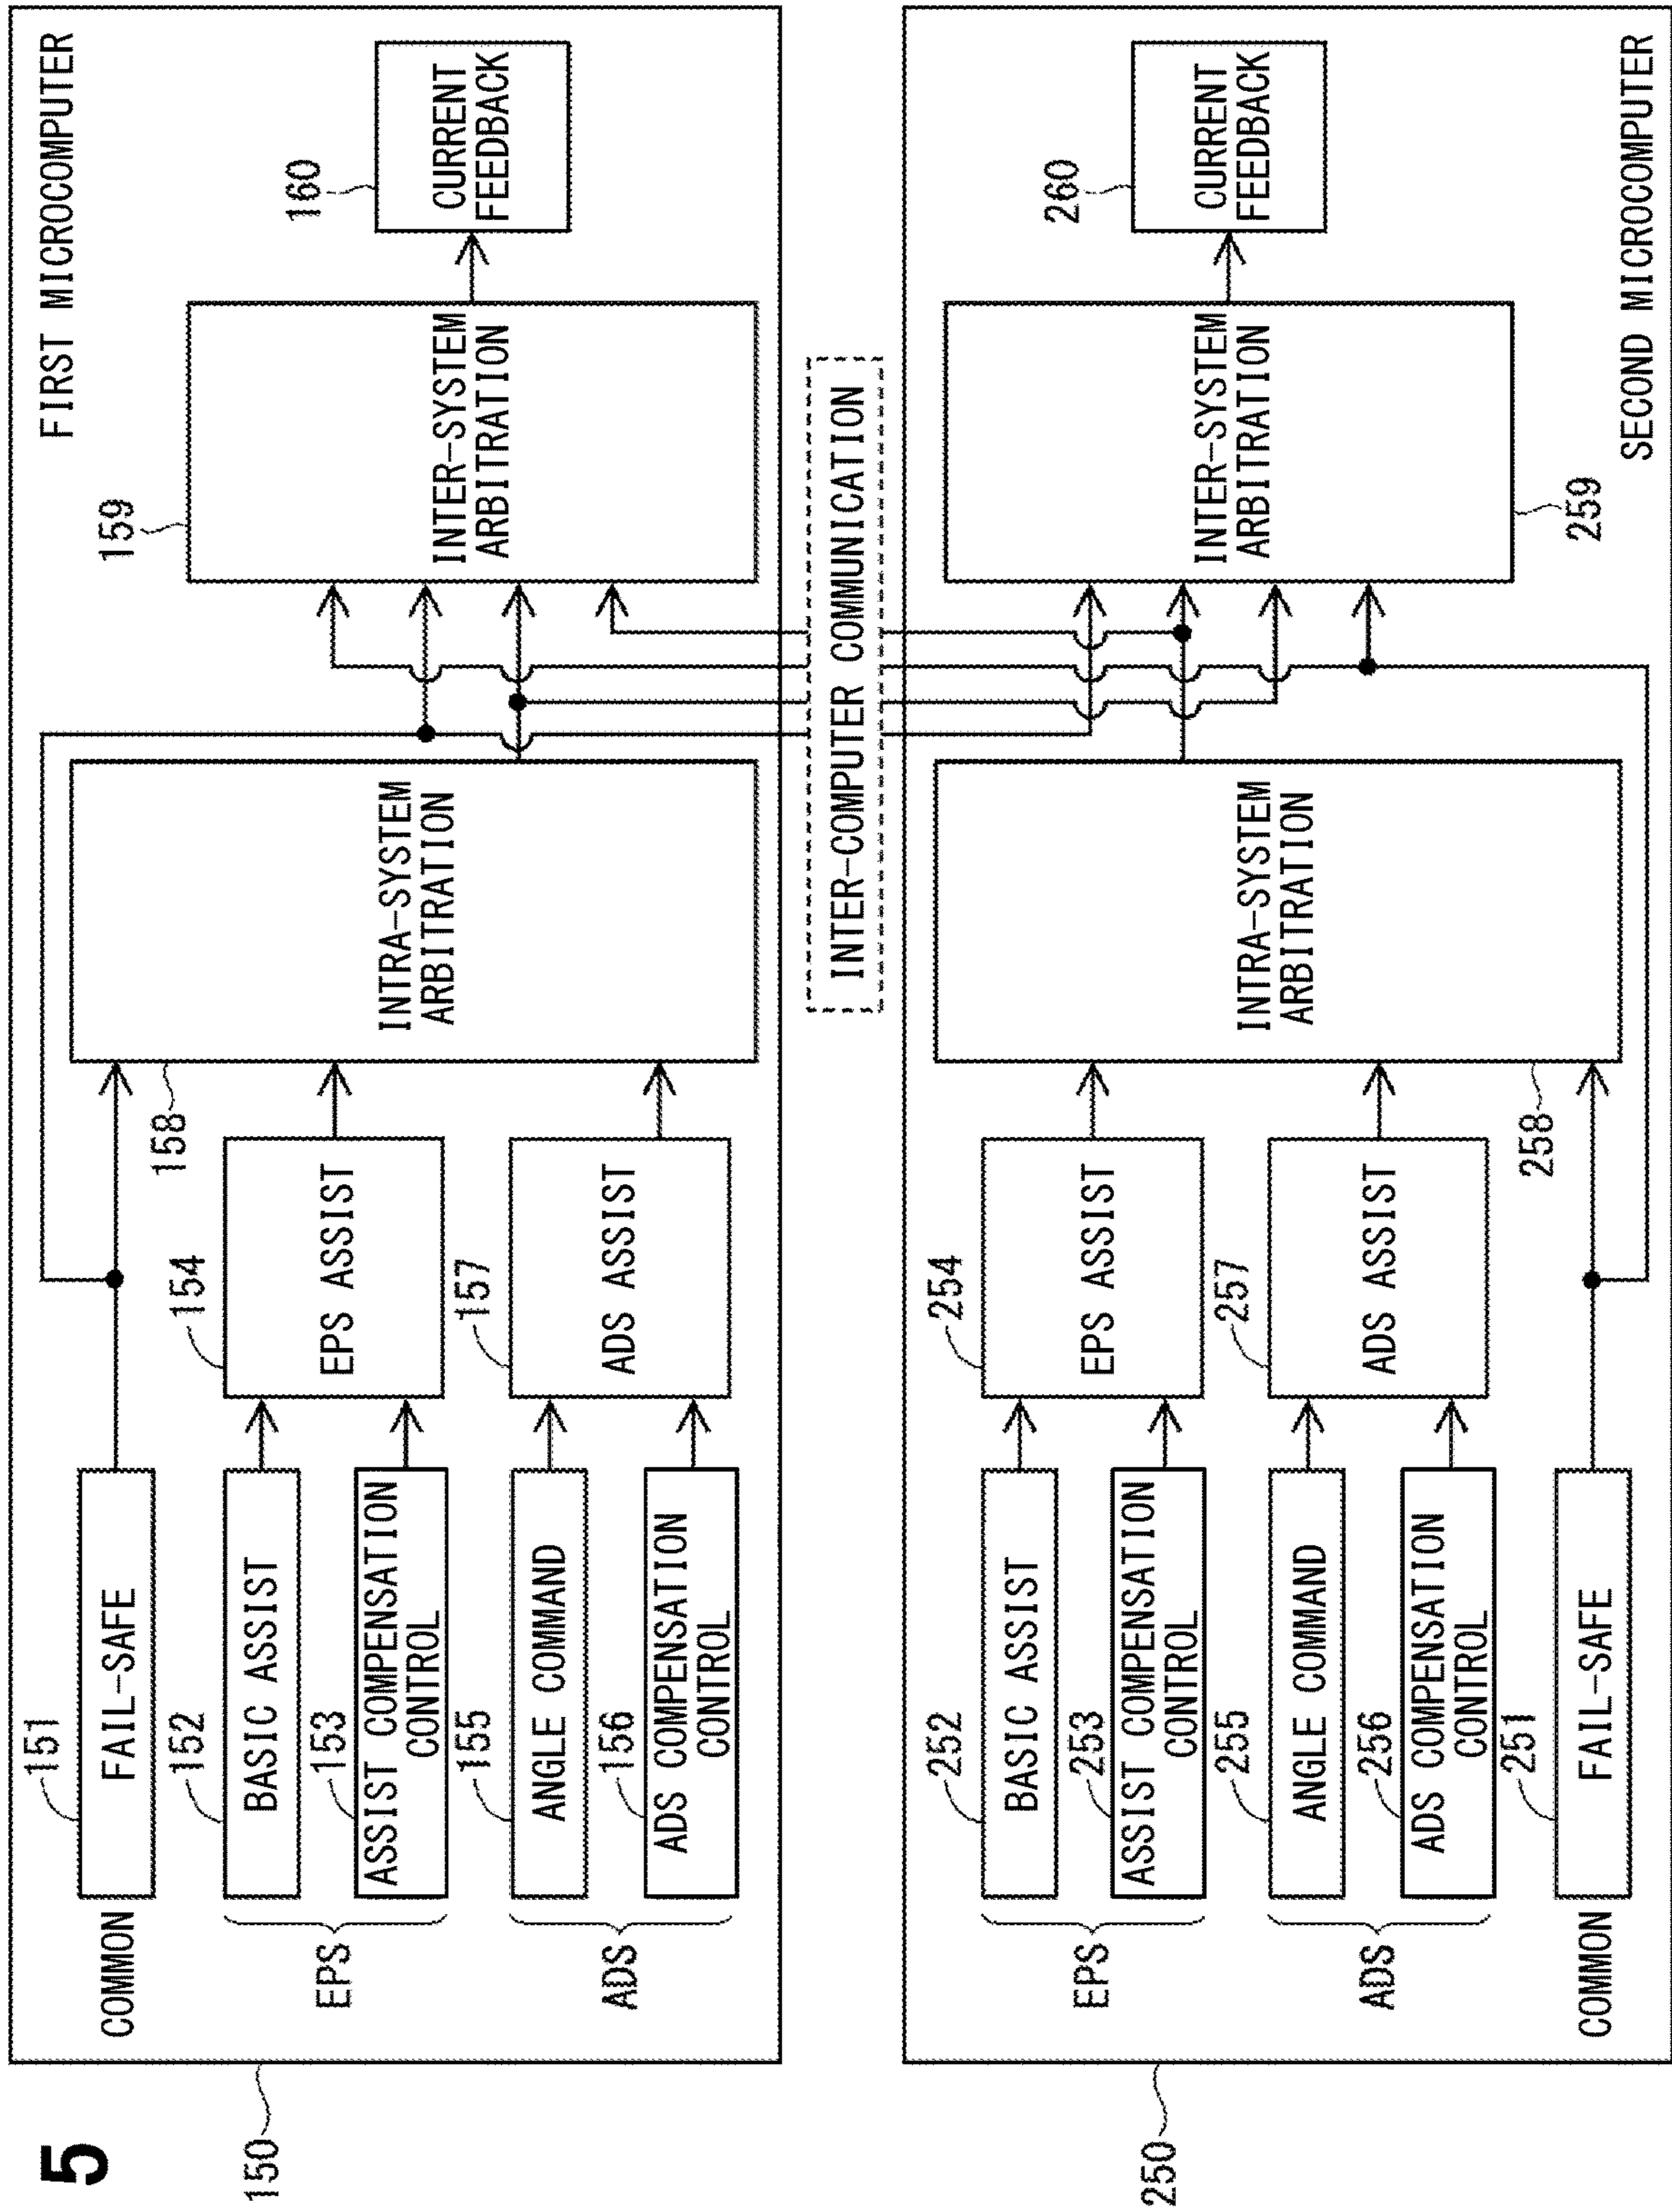 5
150
FIRST MICROCOMPUTER
COMMON
151
FAIL-SAFE
EPS
152
BASIC ASSIST
153
ASSIST COMPENSATION
CONTROL
154
EPS ASSIST
ADS
155
ANGLE COMMAND
156
ADS COMPENSATION
CONTROL
157
ADS ASSIST
158
INTRA-SYSTEM
ARBITRATION
159
INTER-SYSTEM
ARBITRATION
160
CURRENT
FEEDBACK
INTER-COMPUTER COMMUNICATION
250
EPS
252
BASIC ASSIST
253
ASSIST COMPENSATION
CONTROL
254
EPS ASSIST
ADS
255
ANGLE COMMAND
256
ADS COMPENSATION
CONTROL
257
ADS ASSIST
COMMON
251
FAIL-SAFE
258
INTRA-SYSTEM
ARBITRATION
259
INTER-SYSTEM
ARBITRATION
260
CURRENT
FEEDBACK
SECOND MICROCOMPUTER